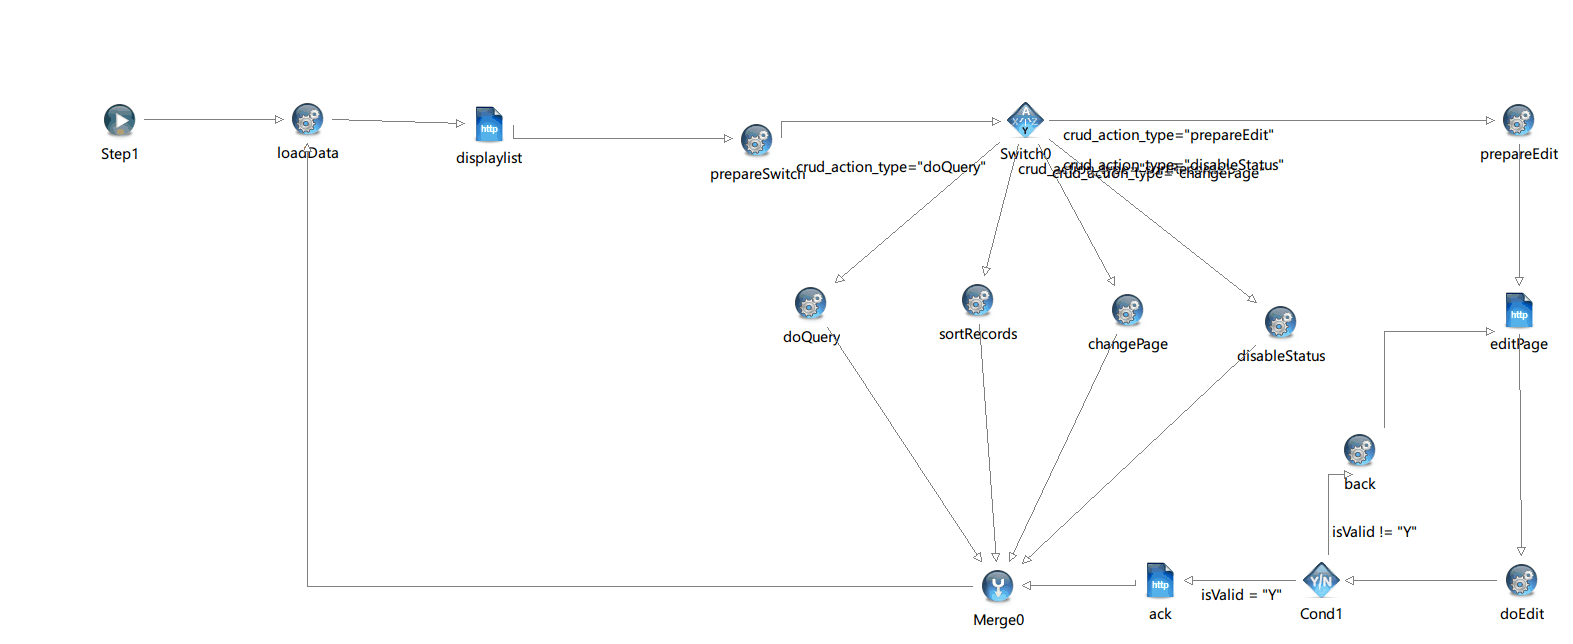 Step1
loadData
http
displaylist
prepareSwitch
A
X Z
Y
Switch0
crud_action_type="prepareEdit"
prepareEdit
crud_action_type="doQuery"
crud_action_type="disableStatus"
crud_action_type="changePage"
doQuery
sortRecords
changePage
disableStatus
http
editPage
back
isValid != "Y"
Merge0
http
ack
isValid = "Y"
Y/N
Cond1
doEdit